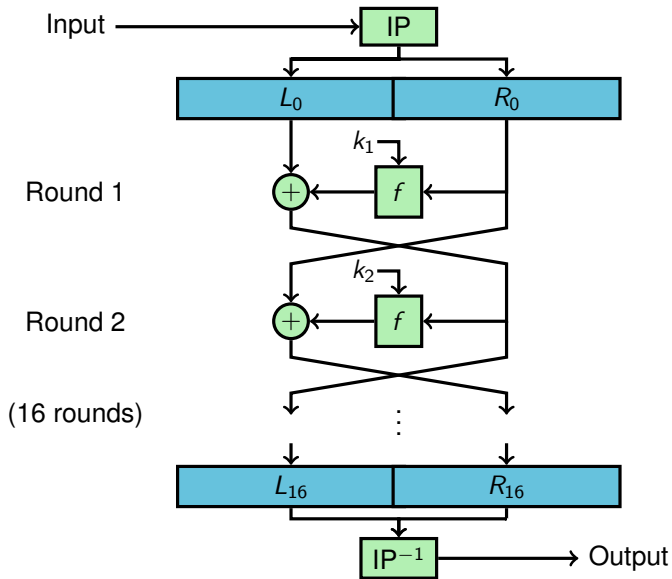 Input IP
L₀ R₀
k₁
Round 1 + f
k₂
Round 2 + f
(16 rounds) ⋮
L₁₆ R₁₆
IP⁻¹ Output